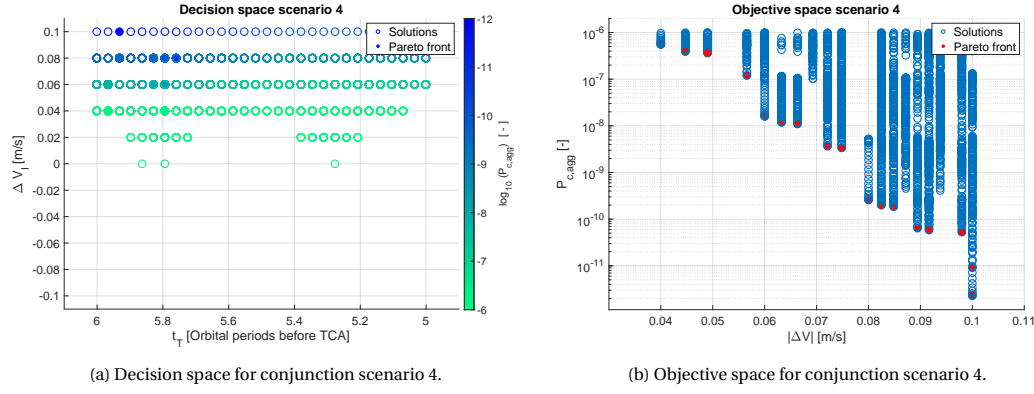 Decision space scenario 4
0.1
0.08
0.06
0.04
0.02
0
-0.02
-0.04
-0.06
-0.08
-0.1
Δ V_I [m/s]
6
5.8
5.6
5.4
5.2
5
t_T [Orbital periods before TCA]
Solutions
Pareto front
-12
-11
-10
-9
-8
-7
-6
log_10 (P_c,agg) [ - ]
(a) Decision space for conjunction scenario 4.
Objective space scenario 4
10^-6
10^-7
10^-8
10^-9
10^-10
10^-11
P_c,agg [-]
0.04
0.05
0.06
0.07
0.08
0.09
0.1
0.11
|ΔV| [m/s]
Solutions
Pareto front
(b) Objective space for conjunction scenario 4.